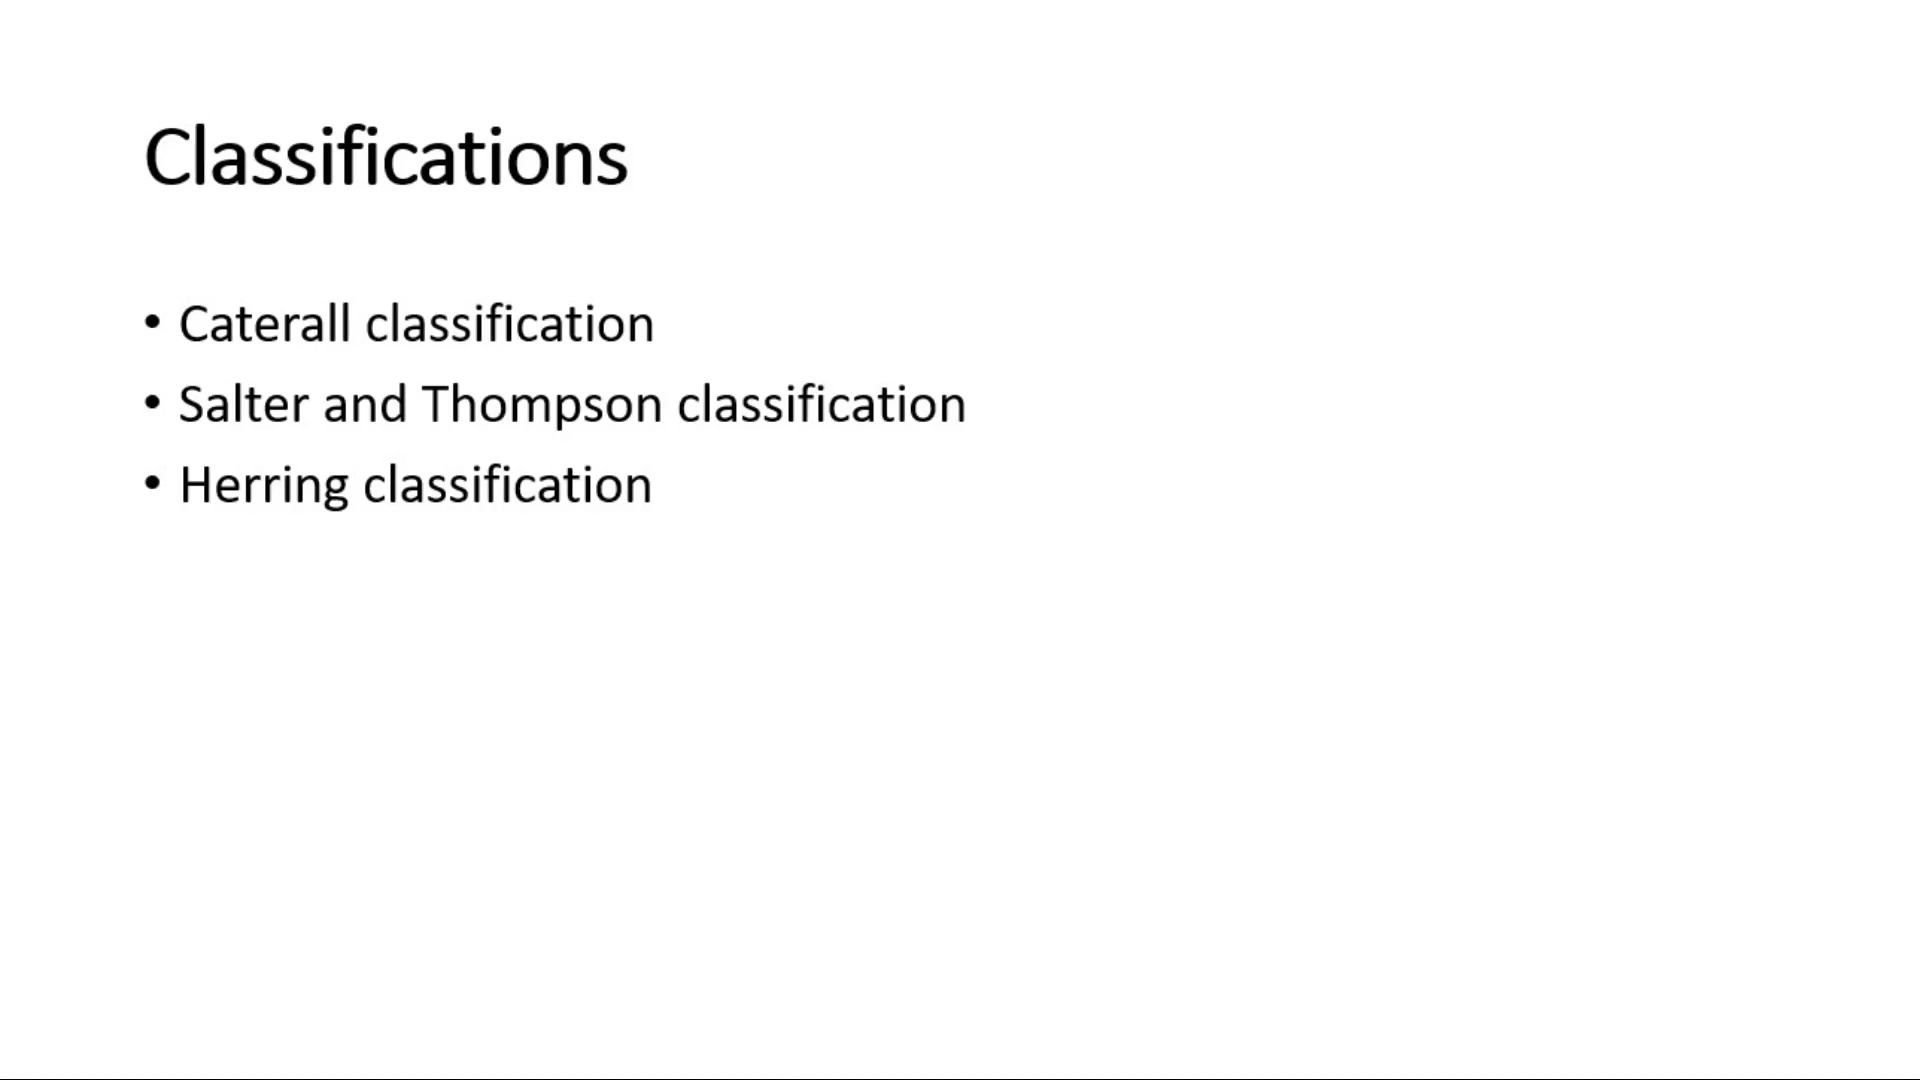 Classifications
• Caterall classification
• Salter and Thompson classification
• Herring classification